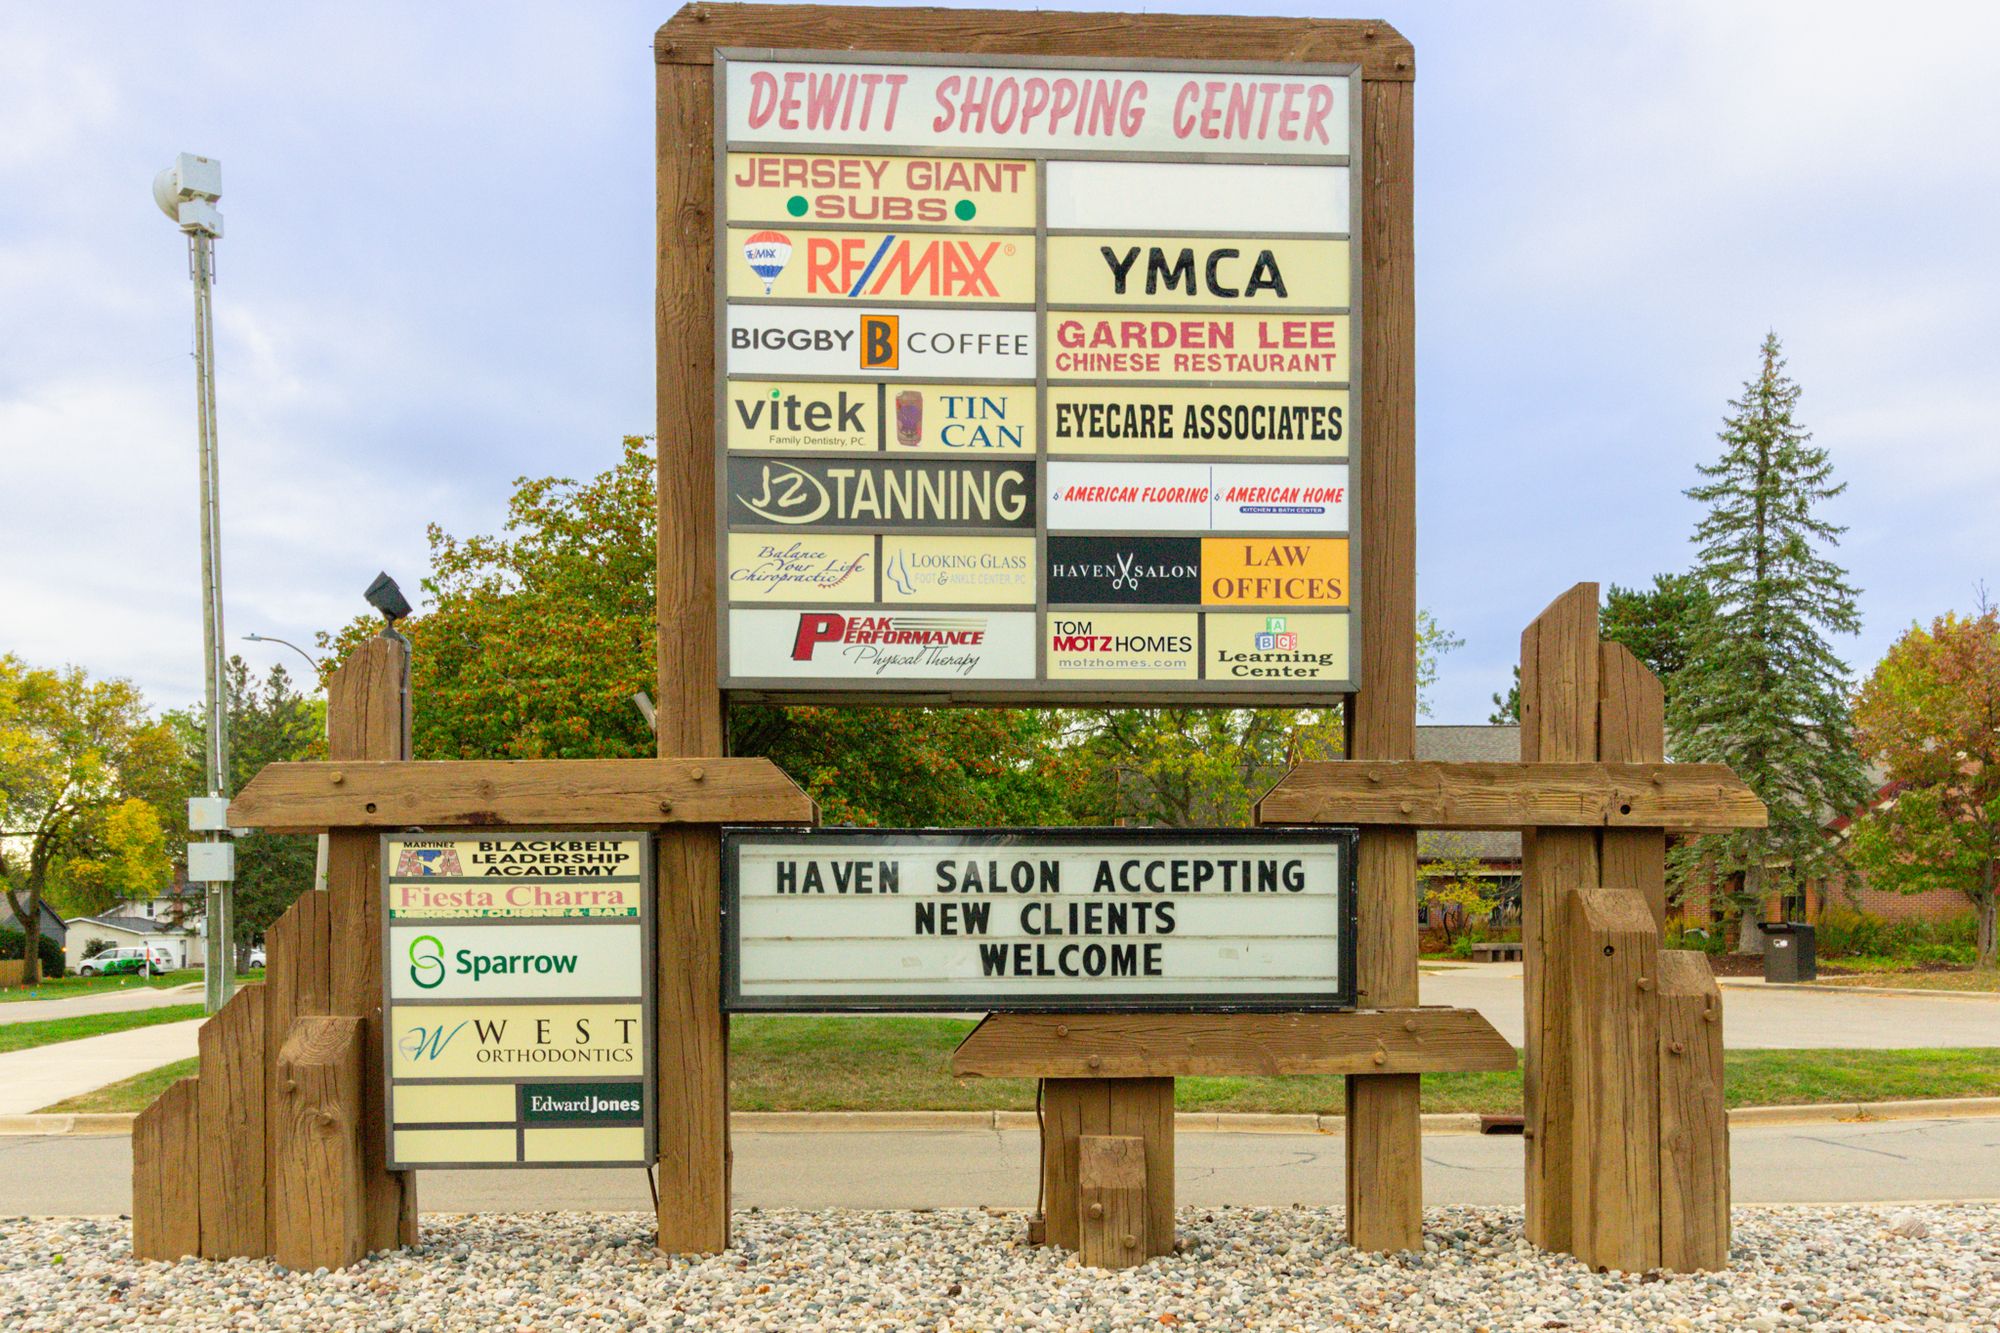 DEWITT SHOPPING CENTER
JERSEY GIANT
SUBS
RE/MAX
RE/MAX®
YMCA
BIGGBY B COFFEE
GARDEN LEE
CHINESE RESTAURANT
vitek
Family Dentistry, PC.
TIN
CAN
EYECARE ASSOCIATES
JZ TANNING
AMERICAN FLOORING
AMERICAN HOME
KITCHEN & BATH CENTER
Balance
Your Life
Chiropractic
LOOKING GLASS
FOOT & ANKLE CENTER, PC
HAVEN SALON
LAW
OFFICES
PEAK
PERFORMANCE
Physical Therapy
TOM
MOTZ HOMES
motzhomes.com
A
B C
Learning
Center
MARTINEZ
BLACKBELT
LEADERSHIP
ACADEMY
Fiesta Charra
MEXICAN CUISINE & BAR
Sparrow
W WEST
ORTHODONTICS
Edward Jones
HAVEN SALON ACCEPTING
NEW CLIENTS
WELCOME